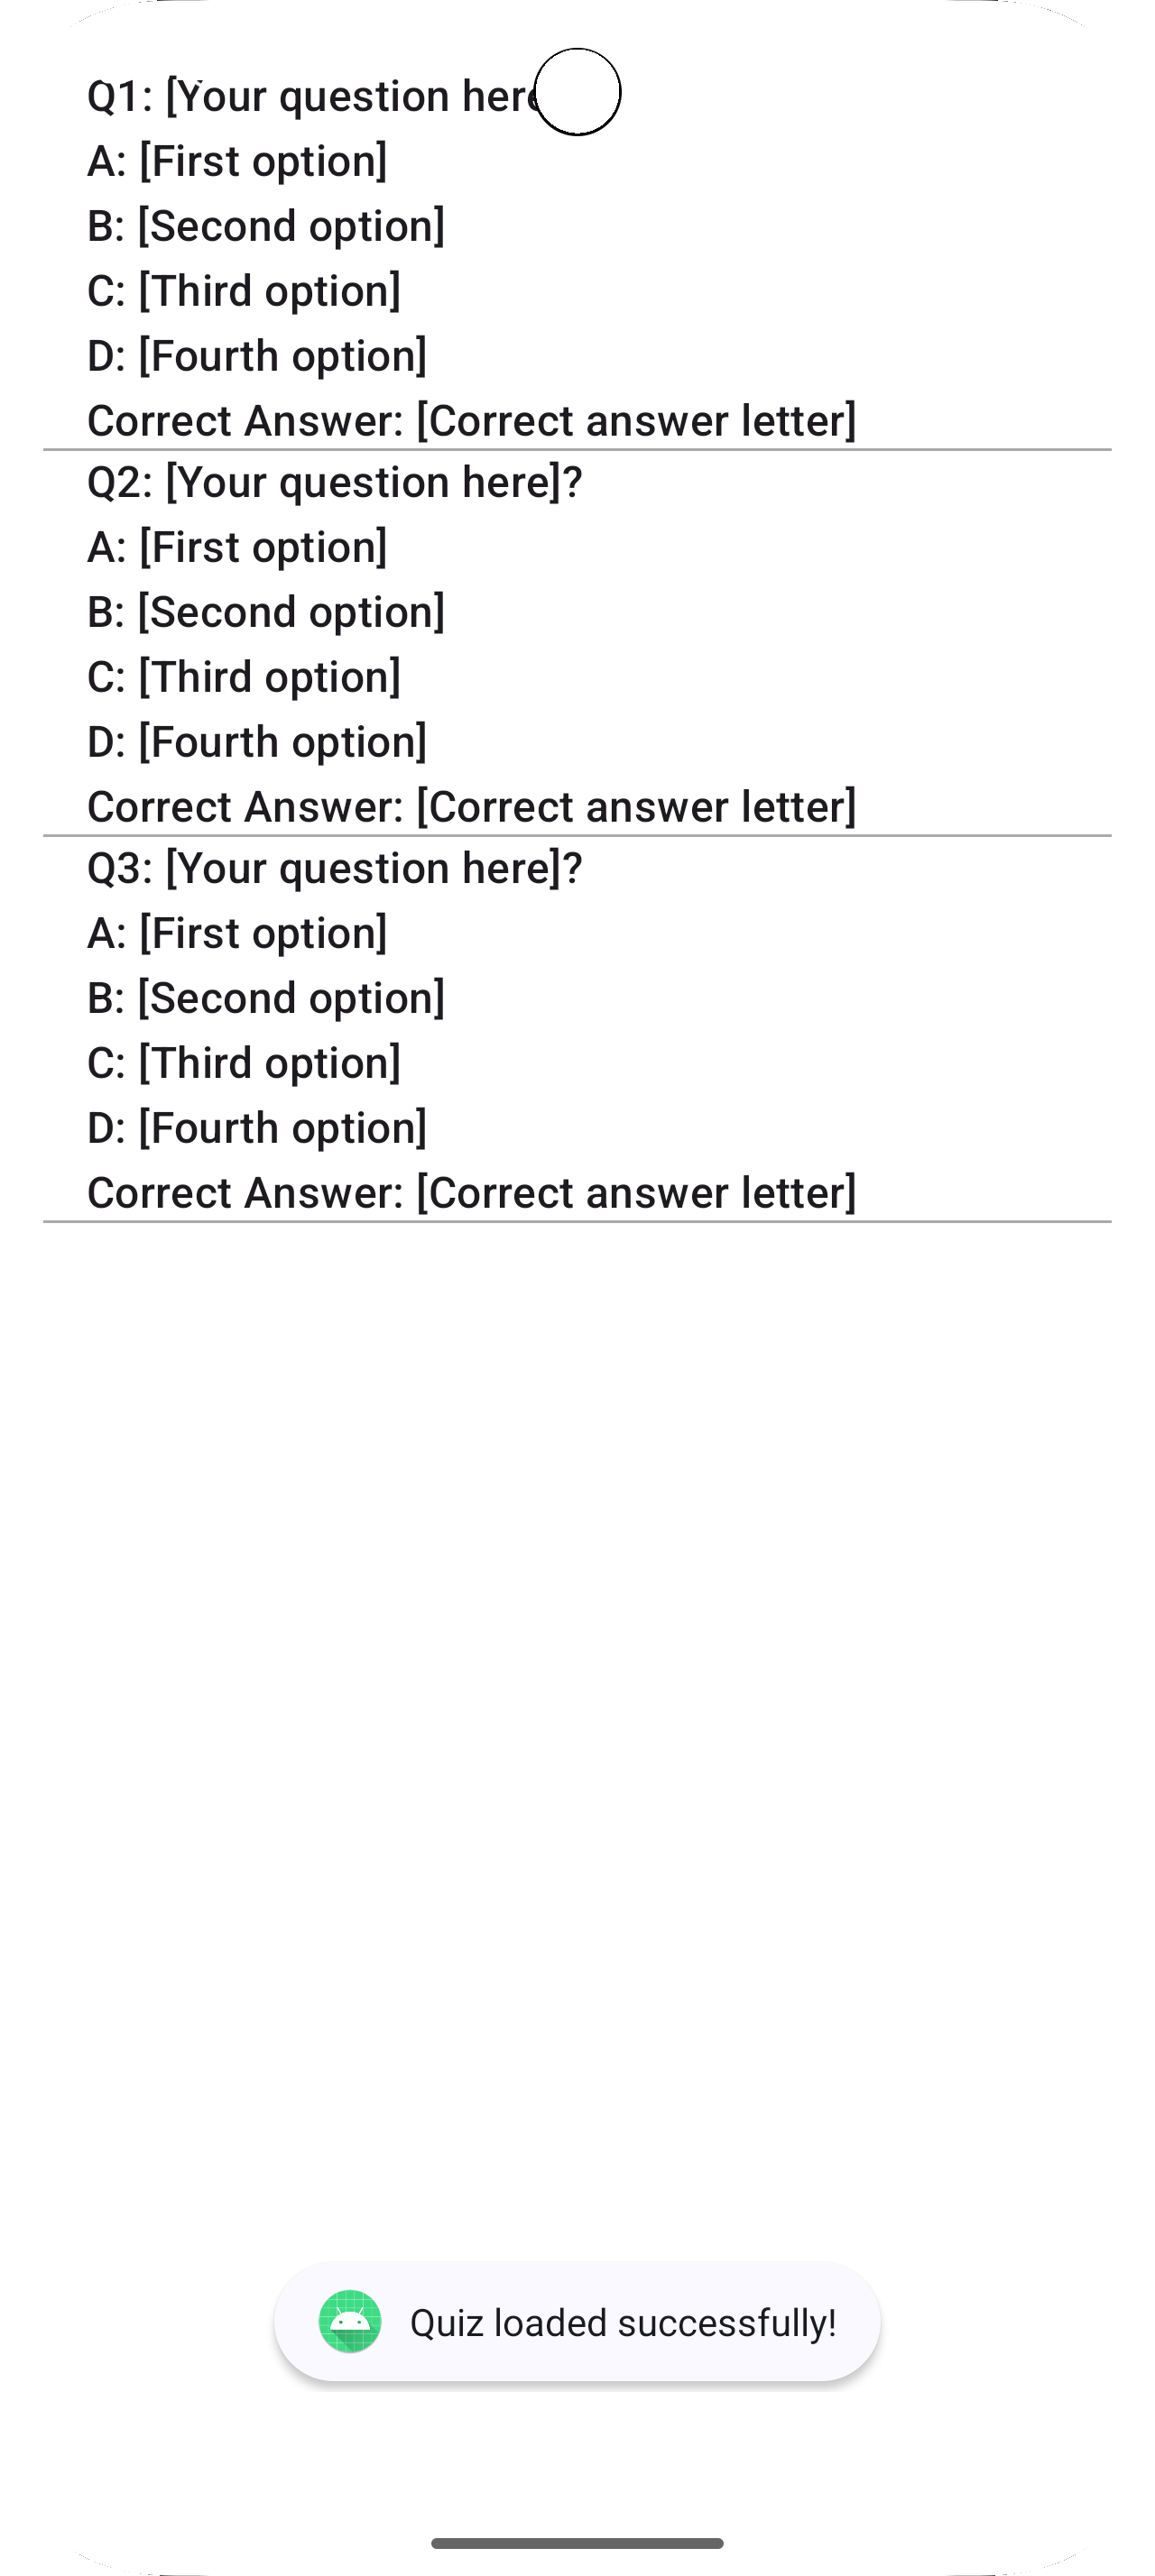 Q1: [Your question here
A: [First option]
B: [Second option]
C: [Third option]
D: [Fourth option]
Correct Answer: [Correct answer letter]
Q2: [Your question here]?
A: [First option]
B: [Second option]
C: [Third option]
D: [Fourth option]
Correct Answer: [Correct answer letter]
Q3: [Your question here]?
A: [First option]
B: [Second option]
C: [Third option]
D: [Fourth option]
Correct Answer: [Correct answer letter]
Quiz loaded successfully!